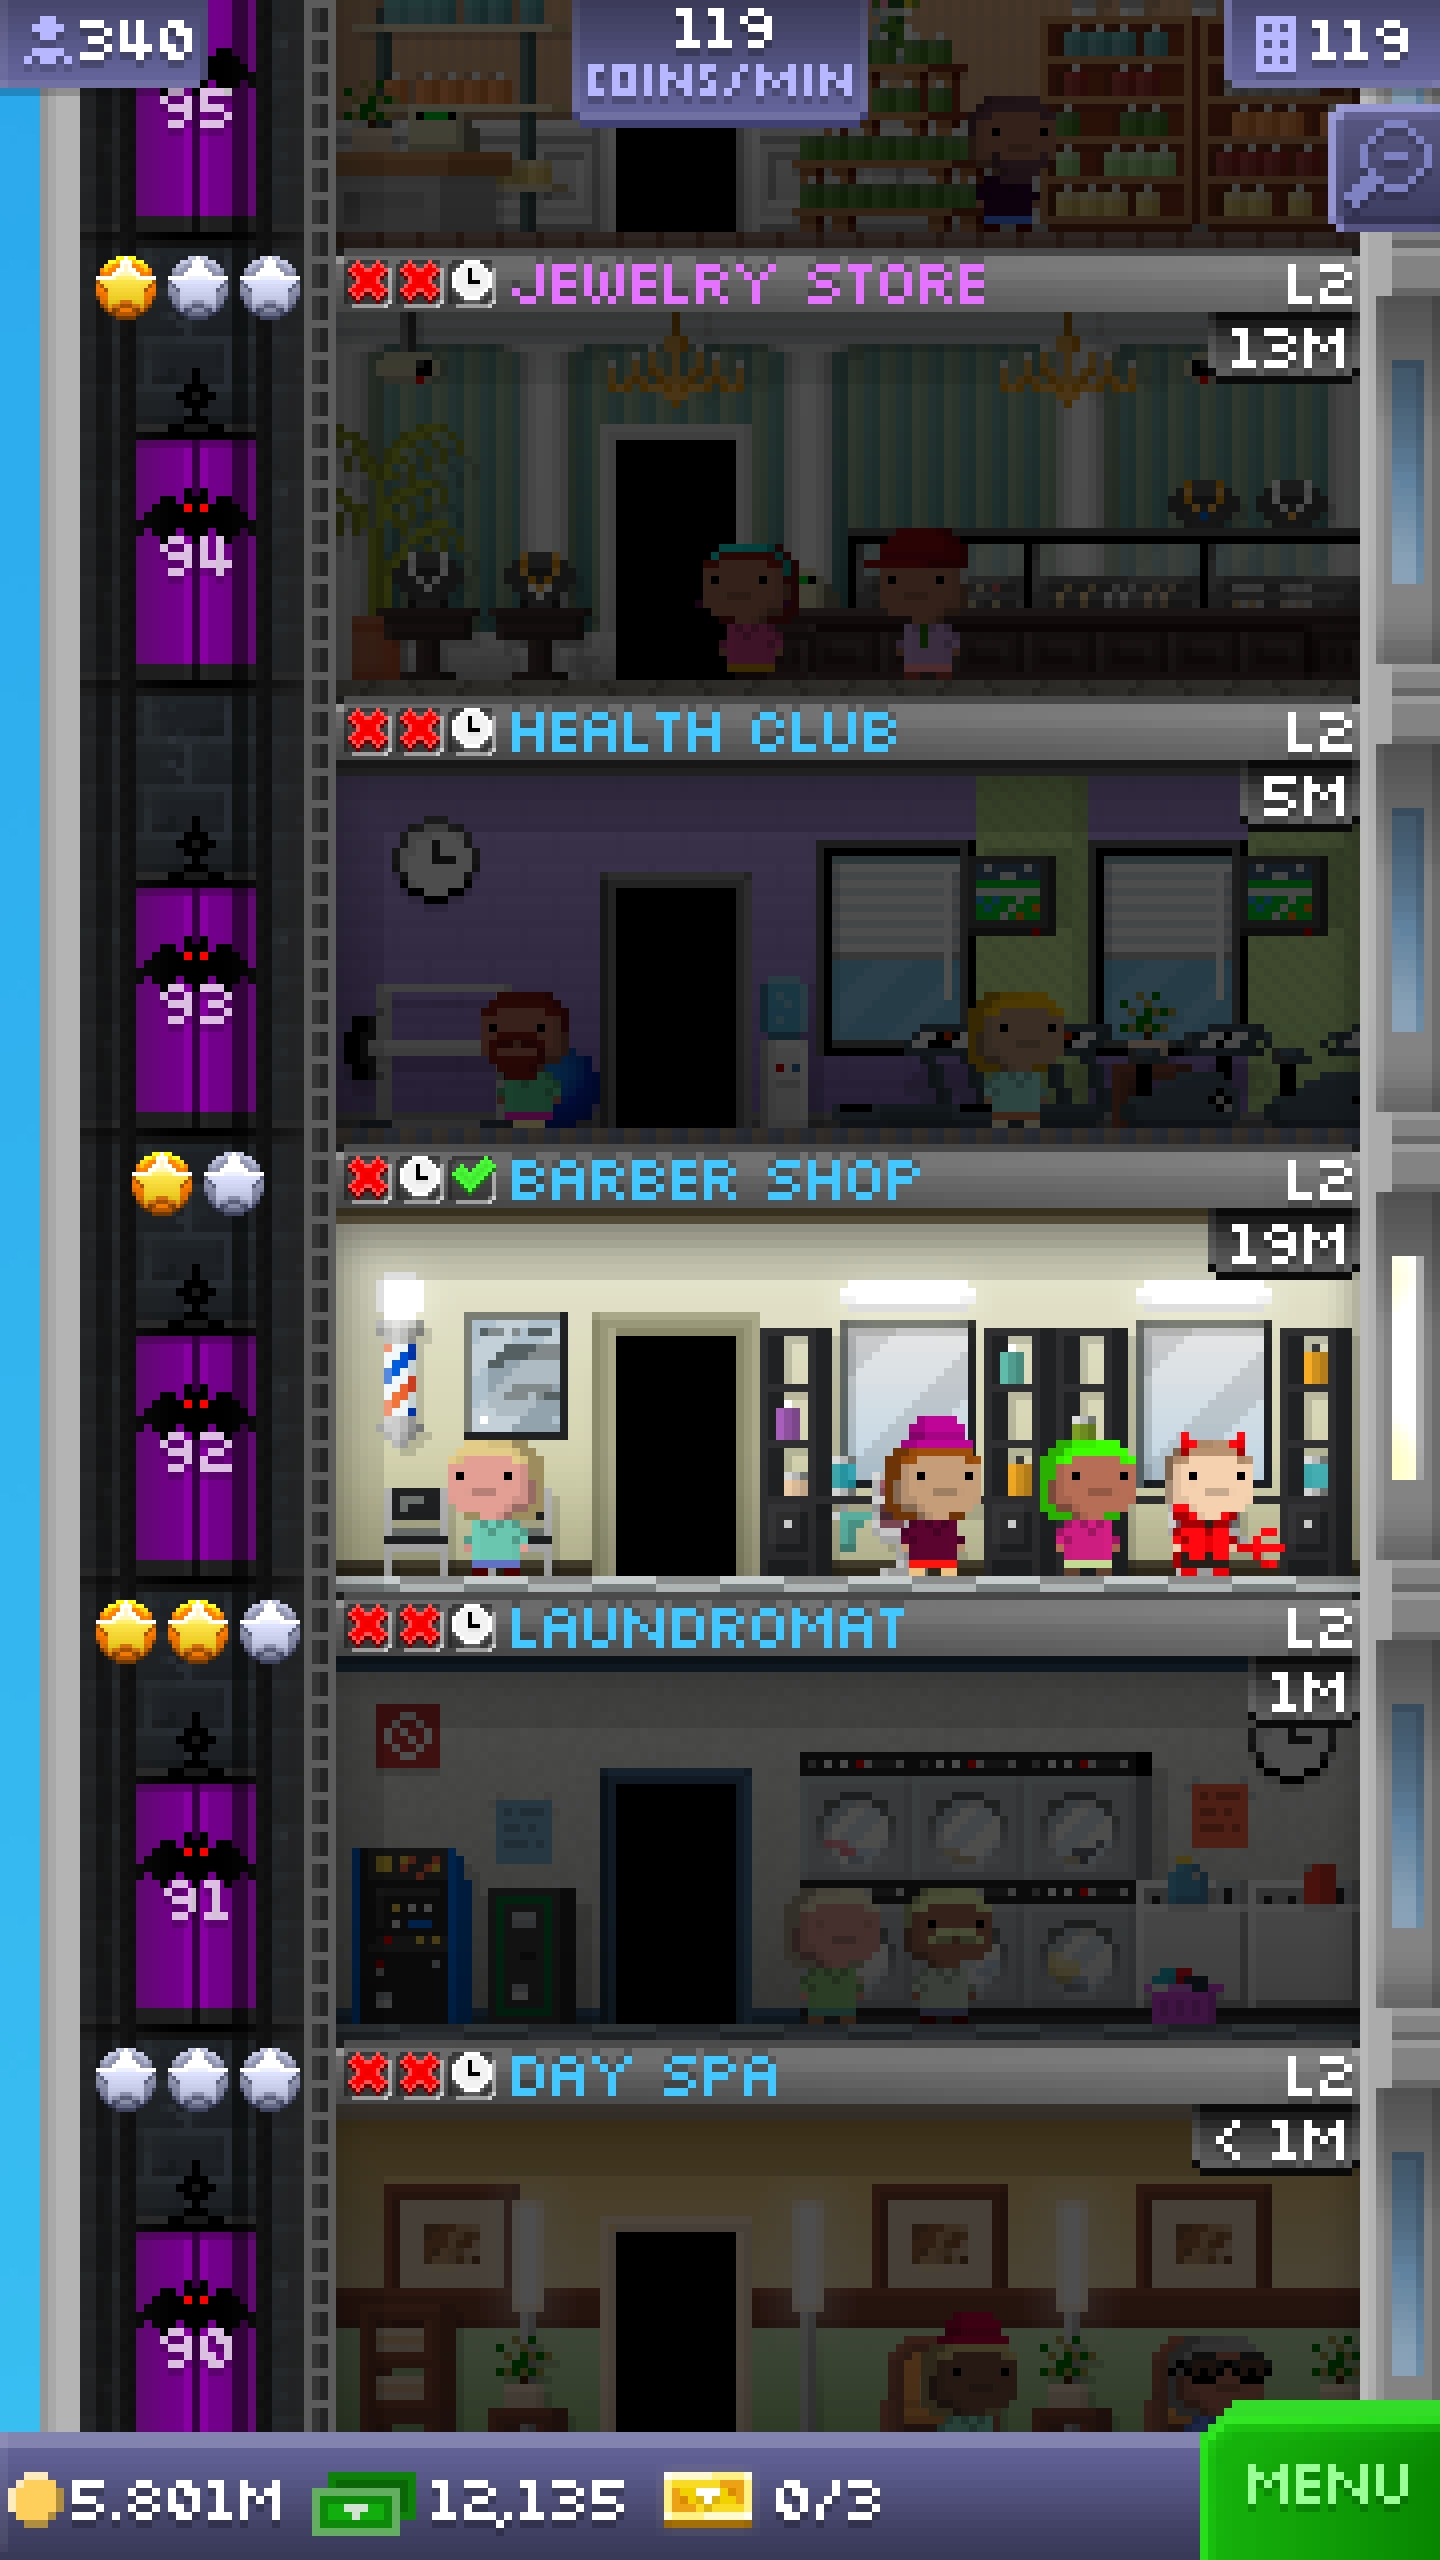 340
119
COINS/MIN
119
95
JEWELRY STORE L2
13M
94
HEALTH CLUB L2
5M
93
BARBER SHOP L2
19M
92
LAUNDROMAT L2
1M
91
DAY SPA L2
< 1M
90
5.801M 12,135 0/3 MENU